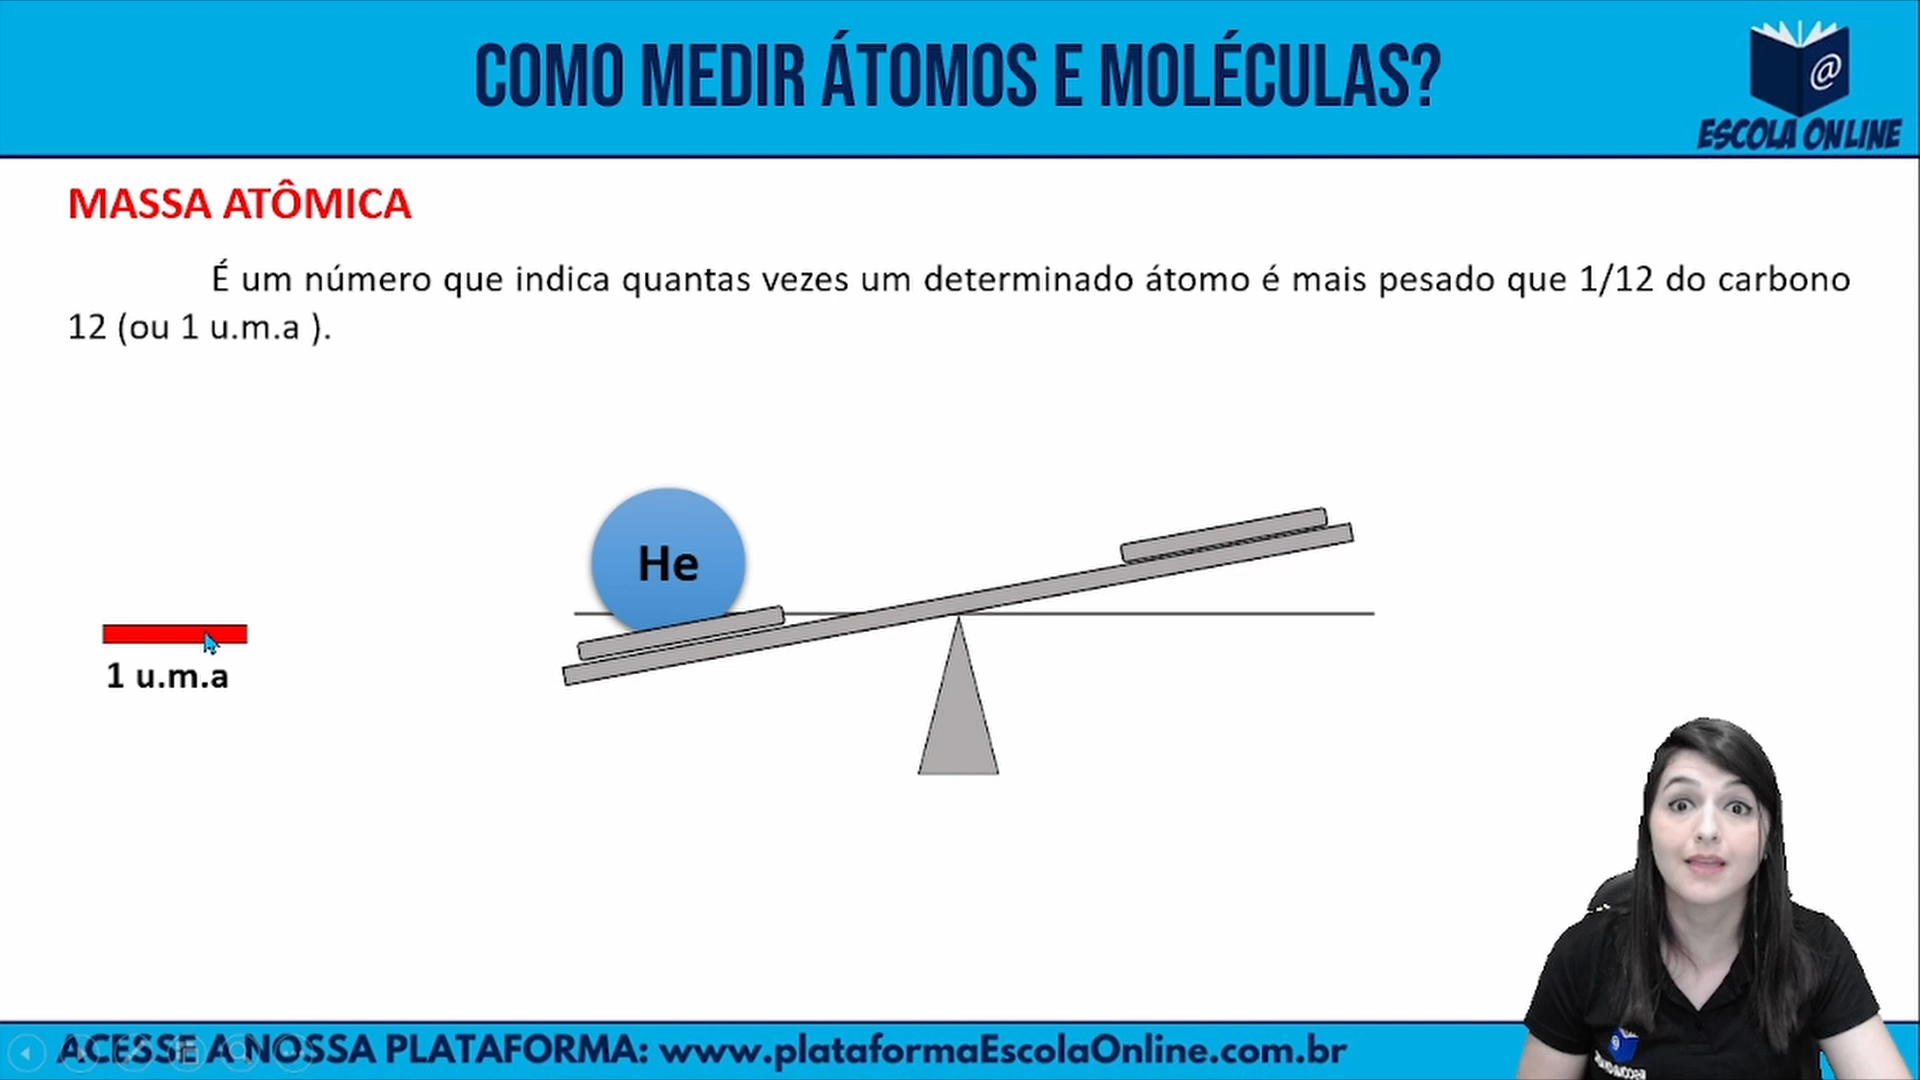 COMO MEDIR ÁTOMOS E MOLÉCULAS?
@
ESCOLA ONLINE
MASSA ATÔMICA
É um número que indica quantas vezes um determinado átomo é mais pesado que 1/12 do carbono
12 (ou 1 u.m.a ).
He
1 u.m.a
ACESSE A NOSSA PLATAFORMA: www.plataformaEscolaOnline.com.br